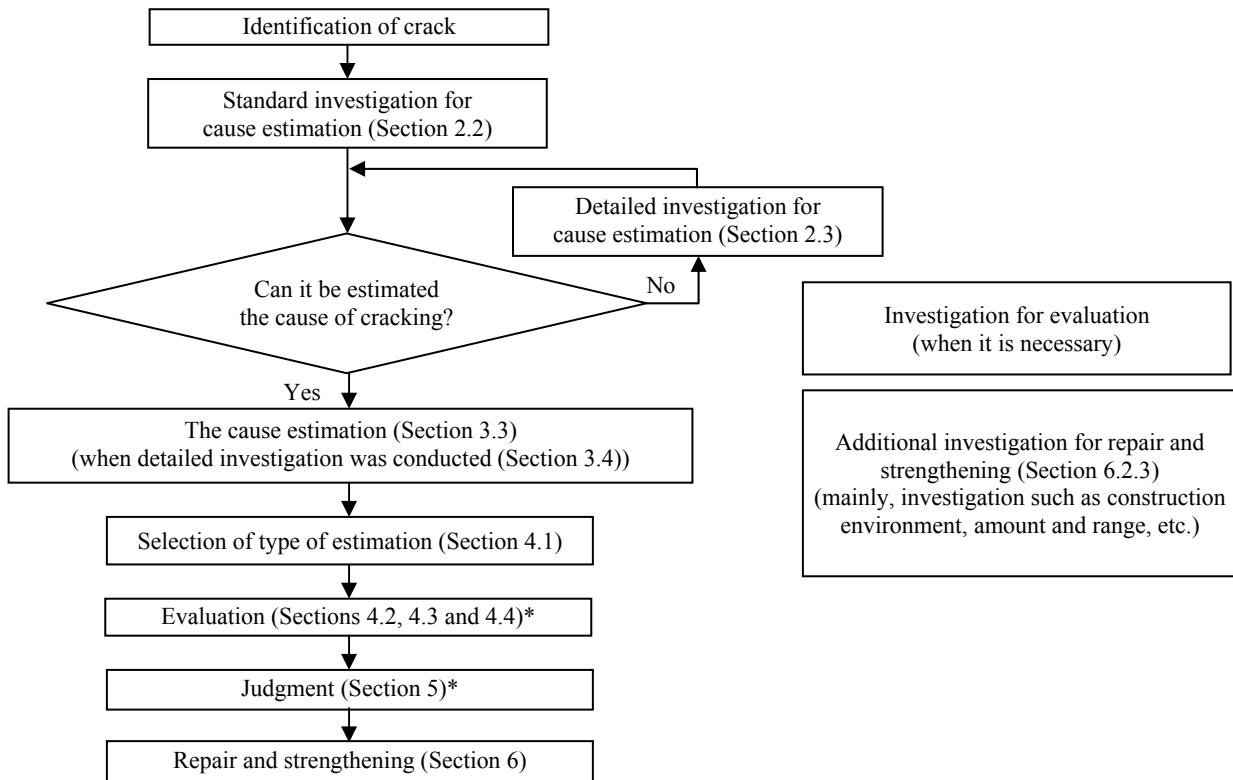 Identification of crack
Standard investigation for
cause estimation (Section 2.2)
Detailed investigation for
cause estimation (Section 2.3)
Can it be estimated
the cause of cracking?
No
Yes
The cause estimation (Section 3.3)
(when detailed investigation was conducted (Section 3.4))
Selection of type of estimation (Section 4.1)
Evaluation (Sections 4.2, 4.3 and 4.4)*
Judgment (Section 5)*
Repair and strengthening (Section 6)
Investigation for evaluation
(when it is necessary)
Additional investigation for repair and
strengthening (Section 6.2.3)
(mainly, investigation such as construction
environment, amount and range, etc.)